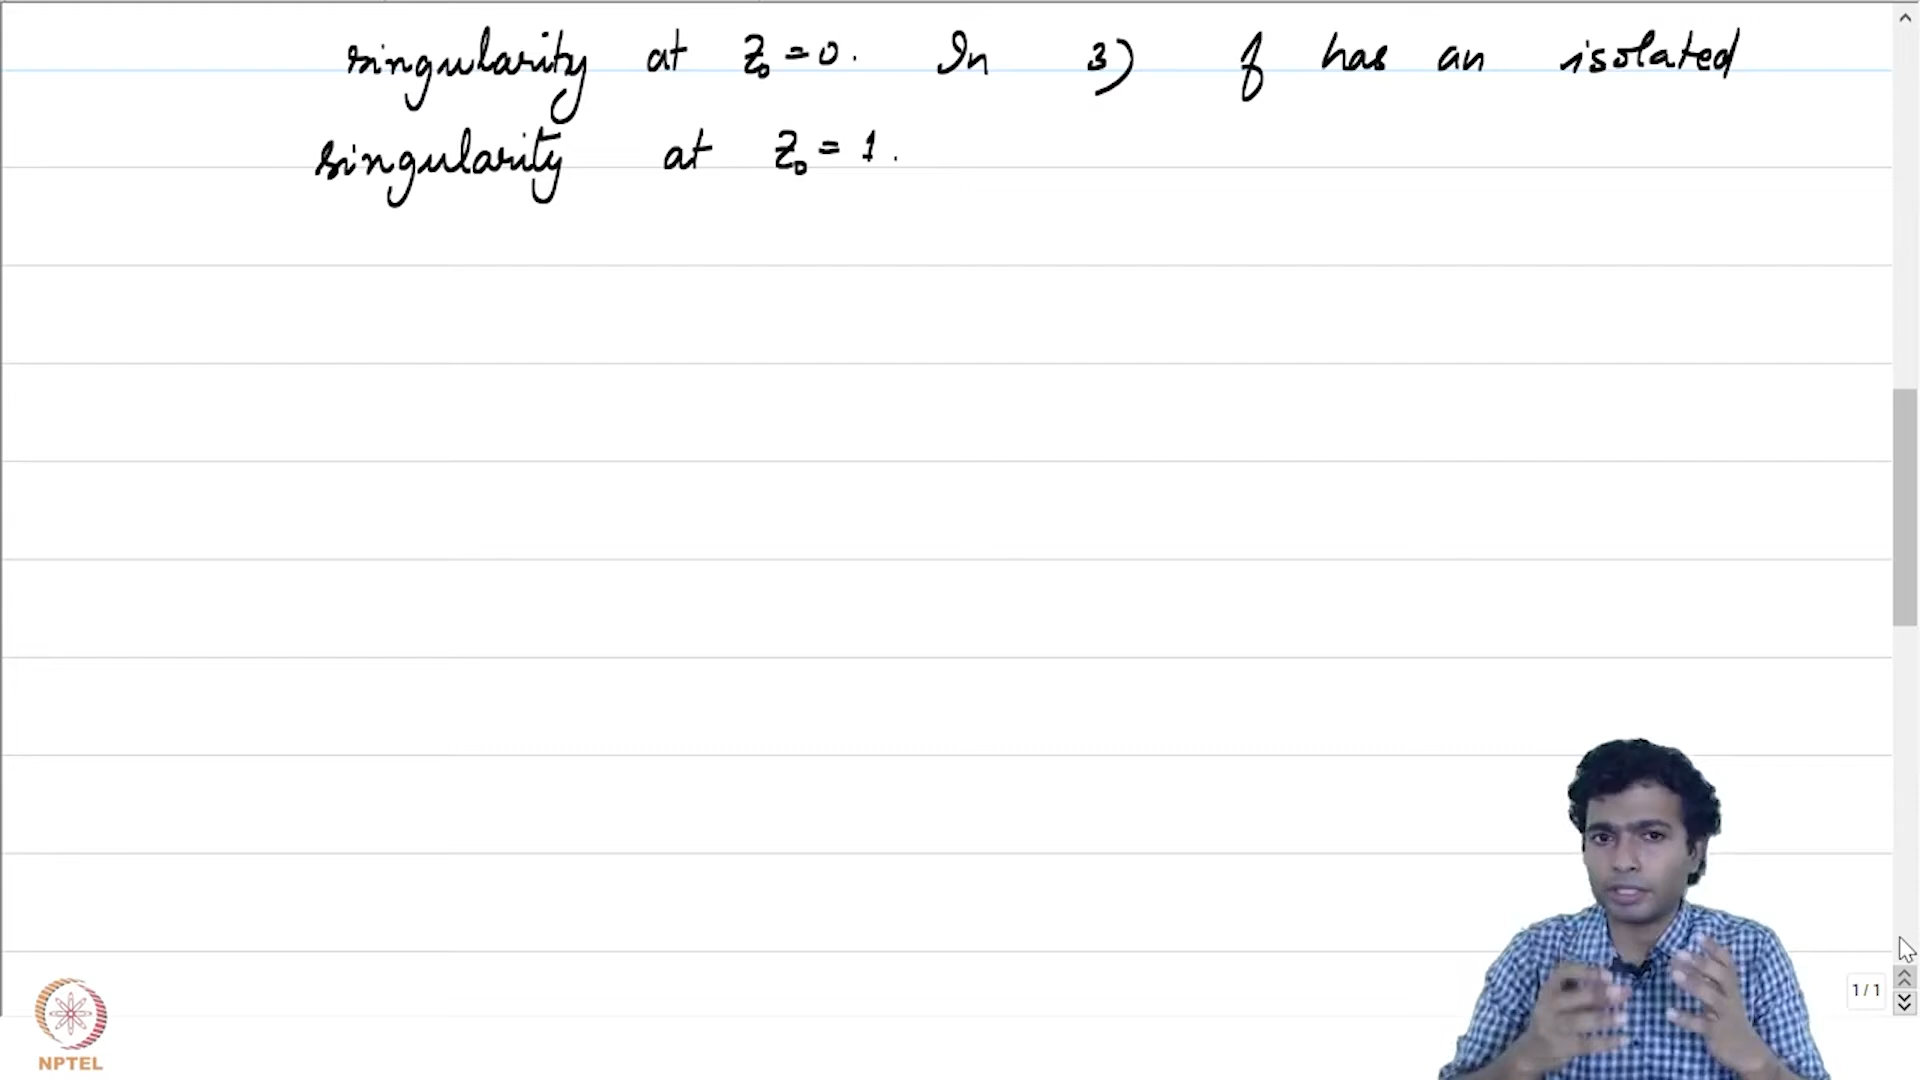 singularity at z₀ = 0. In 3) f has an isolated
singularity at z₀ = 1.
1 / 1
NPTEL